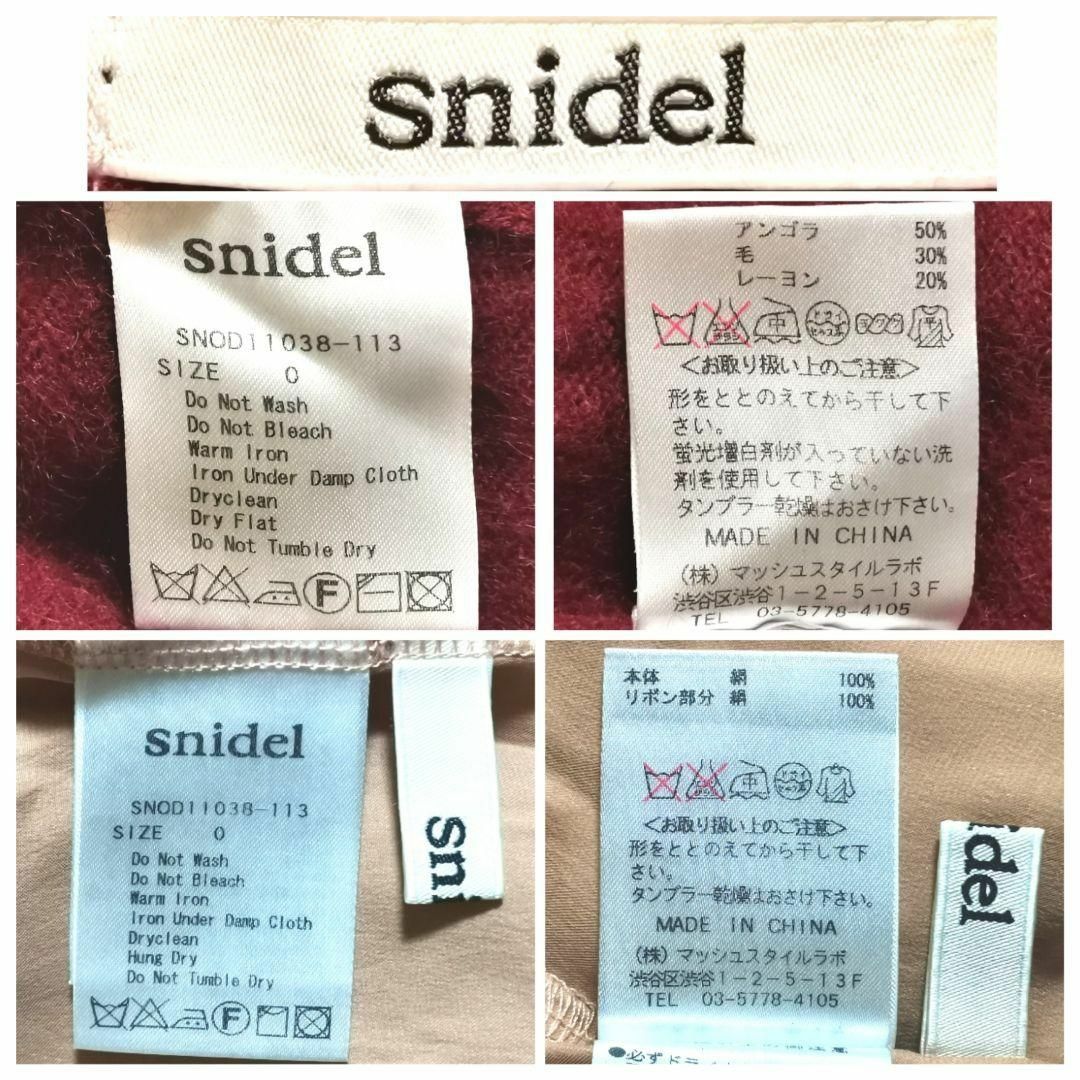 snidel
snidel
SNOD11038-113
SIZE 0
Do Not Wash
Do Not Bleach
Warm Iron
Iron Under Damp Cloth
Dryclean
Dry Flat
Do Not Tumble Dry
F
アンゴラ 50%
毛 30%
レーヨン 20%
中
<お取り扱い上のご注意>
形をととのえてから干して下
さい。
蛍光増白剤が入っていない洗
剤を使用して下さい。
タンブラー乾燥はおさけ下さい。
MADE IN CHINA
(株)マッシュスタイルラボ
渋谷区渋谷1-2-5-13F
TEL 03-5778-4105
snidel
SNOD11038-113
SIZE 0
Do Not Wash
Do Not Bleach
Warm Iron
Iron Under Damp Cloth
Dryclean
Hung Dry
Do Not Tumble Dry
F
sni
本体 絹 100%
リボン部分 絹 100%
中
<お取り扱い上のご注意>
形をととのえてから干して下
さい。
タンブラー乾燥はおさけ下さい。
MADE IN CHINA
(株)マッシュスタイルラボ
渋谷区渋谷1-2-5-13F
TEL 03-5778-4105
idel